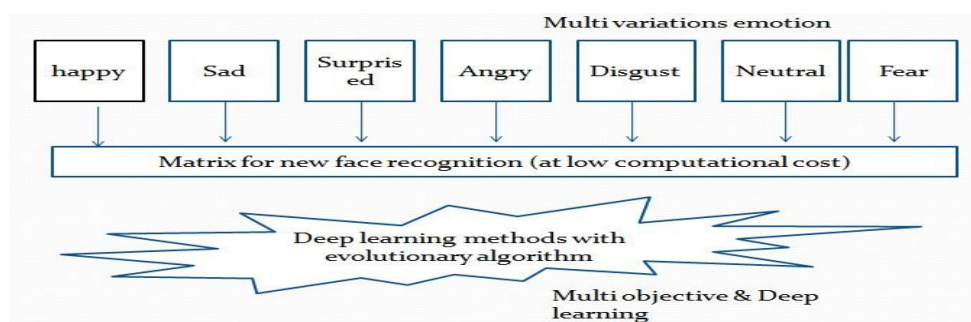 Multi variations emotion
happy
Sad
Surpris
ed
Angry
Disgust
Neutral
Fear
Matrix for new face recognition (at low computational cost)
Deep learning methods with
evolutionary algorithm
Multi objective & Deep
learning